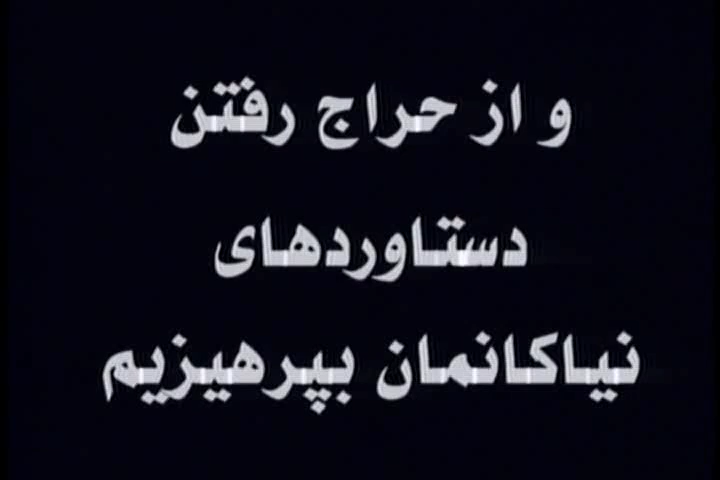 و از حراج رفتن
دستاوردهای
نیاکانمان بپرهیزیم